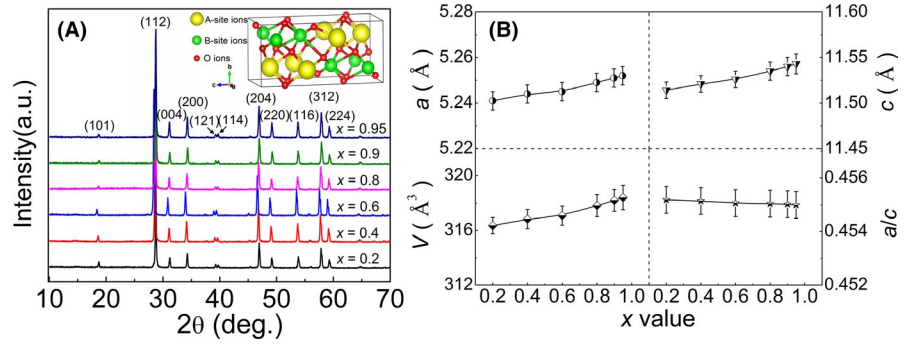 (A)
(112)
A-site ions
B-site ions
O ions
b
c
(101)
(004)
(200)
(121)
(114)
(204)
(220)
(116)
(312)
(224)
x = 0.95
x = 0.9
x = 0.8
x = 0.6
x = 0.4
x = 0.2
Intensity(a.u.)
10 20 30 40 50 60 70
2θ (deg.)
(B)
5.28
5.26
5.24
5.22
a ( Å )
11.60
11.55
11.50
11.45
c ( Å )
320
316
312
V ( Å³ )
0.456
0.454
0.452
a/c
0.2 0.4 0.6 0.8 1.0 0.2 0.4 0.6 0.8 1.0
x value